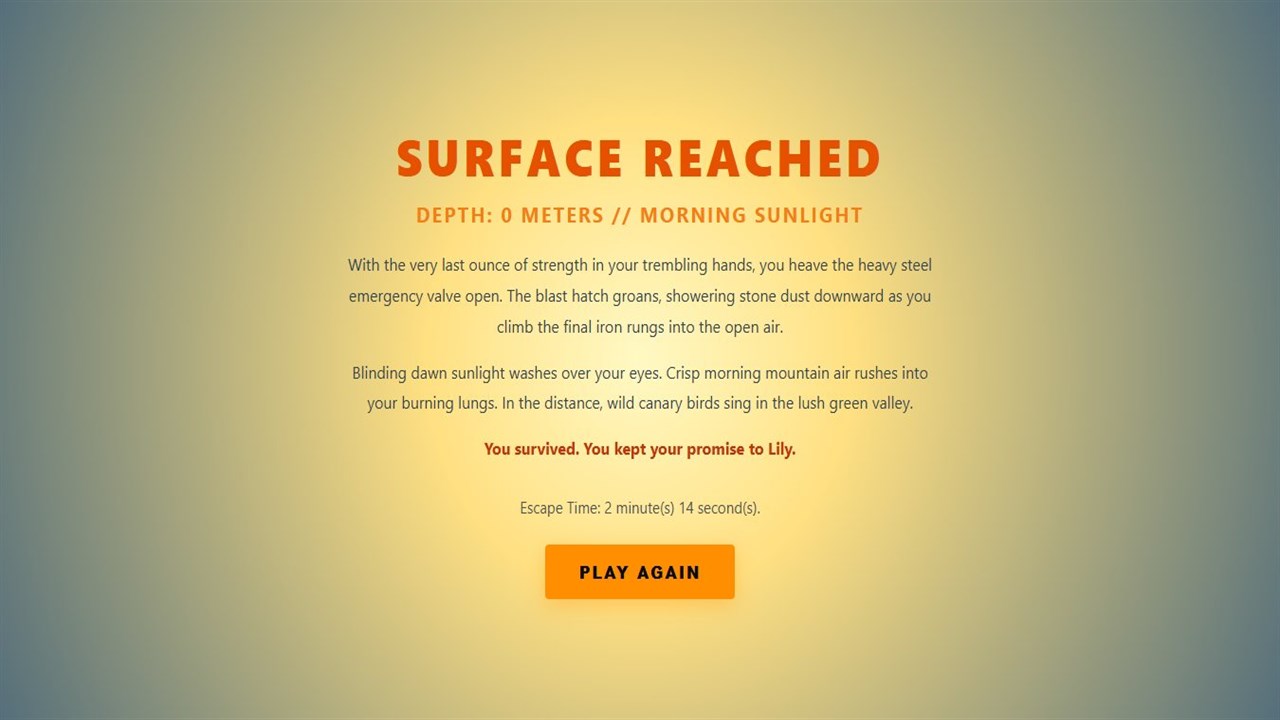 SURFACE REACHED
DEPTH: 0 METERS // MORNING SUNLIGHT
With the very last ounce of strength in your trembling hands, you heave the heavy steel
emergency valve open. The blast hatch groans, showering stone dust downward as you
climb the final iron rungs into the open air.
Blinding dawn sunlight washes over your eyes. Crisp morning mountain air rushes into
your burning lungs. In the distance, wild canary birds sing in the lush green valley.
You survived. You kept your promise to Lily.
Escape Time: 2 minute(s) 14 second(s).
PLAY AGAIN